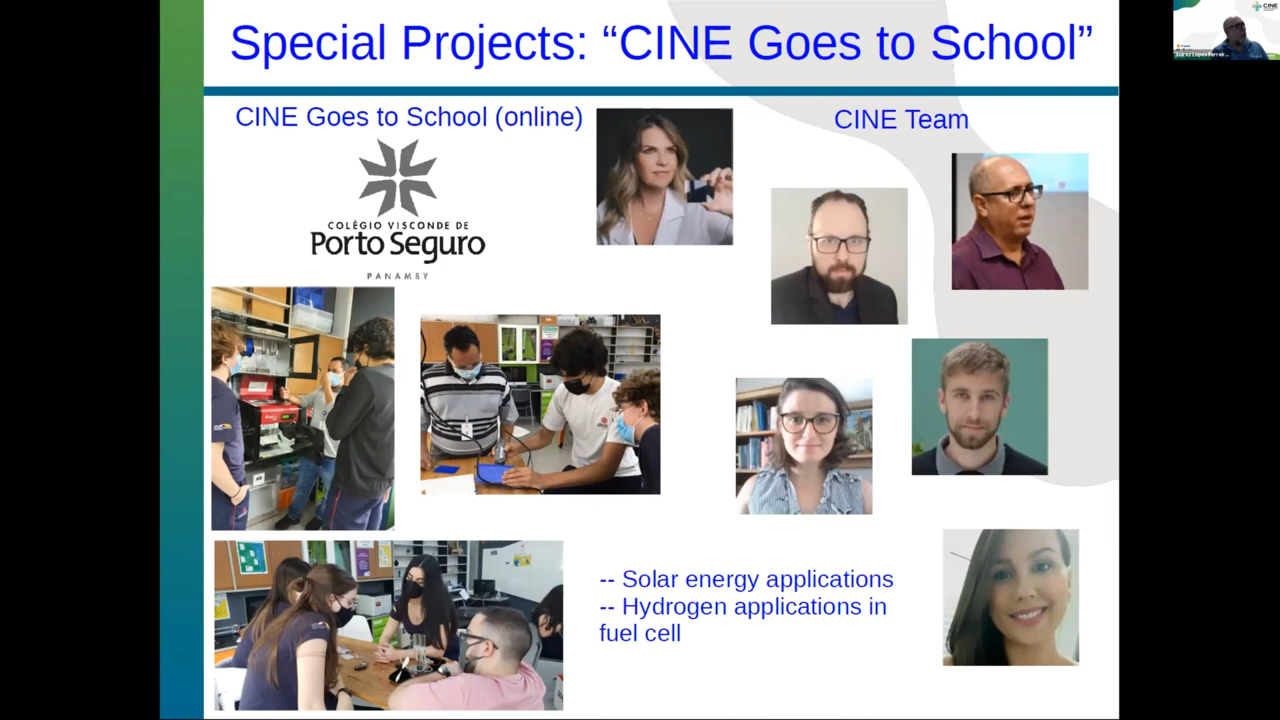 Special Projects: “CINE Goes to School”
CINE Goes to School (online)
COLÉGIO VISCONDE DE
Porto Seguro
PANAMBY
CINE Team
-- Solar energy applications
-- Hydrogen applications in
fuel cell
CINE